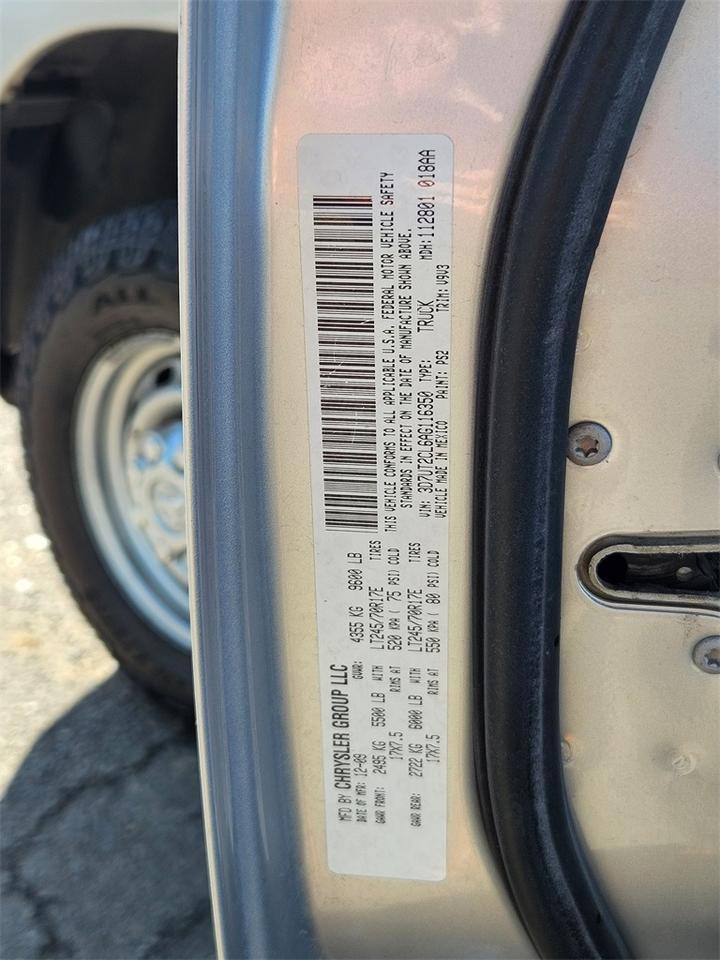 MFD BY CHRYSLER GROUP LLC
DATE OF MFR: 12-09 GVWR: 4355 KG 9600 LB
GAWR FRONT: 2495 KG 5500 LB WITH LT245/70R17E TIRES
17X7.5 RIMS AT 520 KPA ( 75 PSI) COLD
GAWR REAR: 2722 KG 6000 LB WITH LT245/70R17E TIRES
17X7.5 RIMS AT 550 KPA ( 80 PSI) COLD
THIS VEHICLE CONFORMS TO ALL APPLICABLE U.S.A. FEDERAL MOTOR VEHICLE SAFETY
STANDARDS IN EFFECT ON THE DATE OF MANUFACTURE SHOWN ABOVE.
VIN: 3D7UT2CL6AG116350 TYPE: TRUCK MDH:112801 018AA
VEHICLE MADE IN MEXICO PAINT: PS2 TRIM: V9V3
ALL